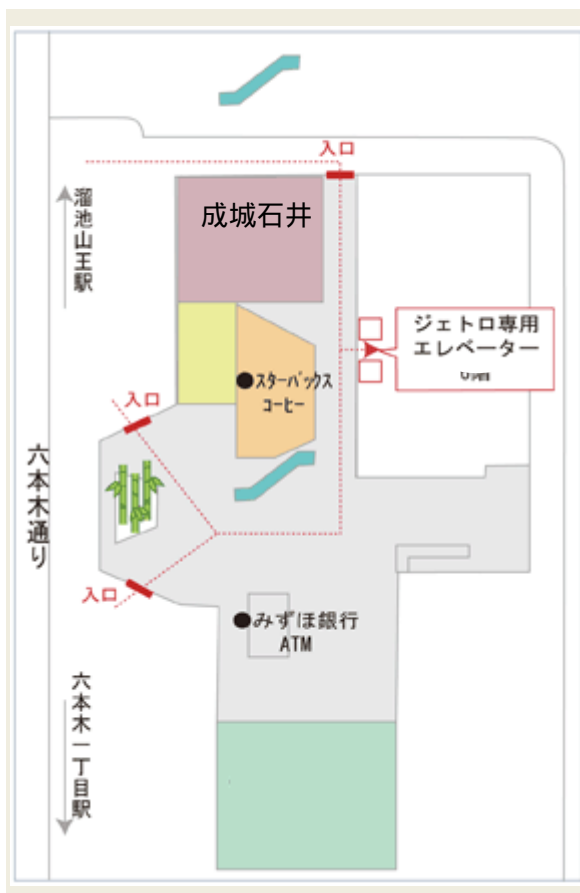 入口
成城石井
溜池山王駅
ジェトロ専用
エレベーター
スターバックス
コーヒー
入口
六本木通り
入口
みずほ銀行
ATM
六本木一丁目駅